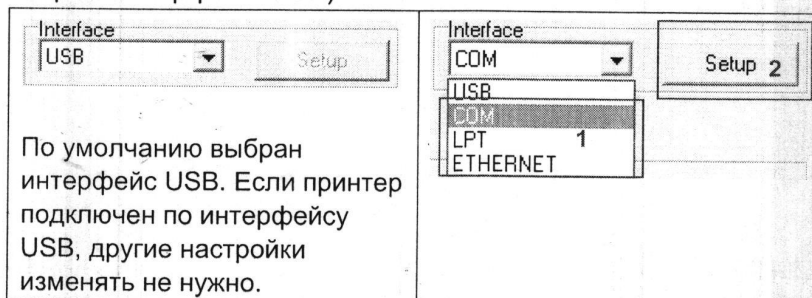 Interface
USB
Setup
По умолчанию выбран
интерфейс USB. Если принтер
подключен по интерфейсу
USB, другие настройки
изменять не нужно.
Interface
COM
Setup 2
USB
COM
LPT 1
ETHERNET